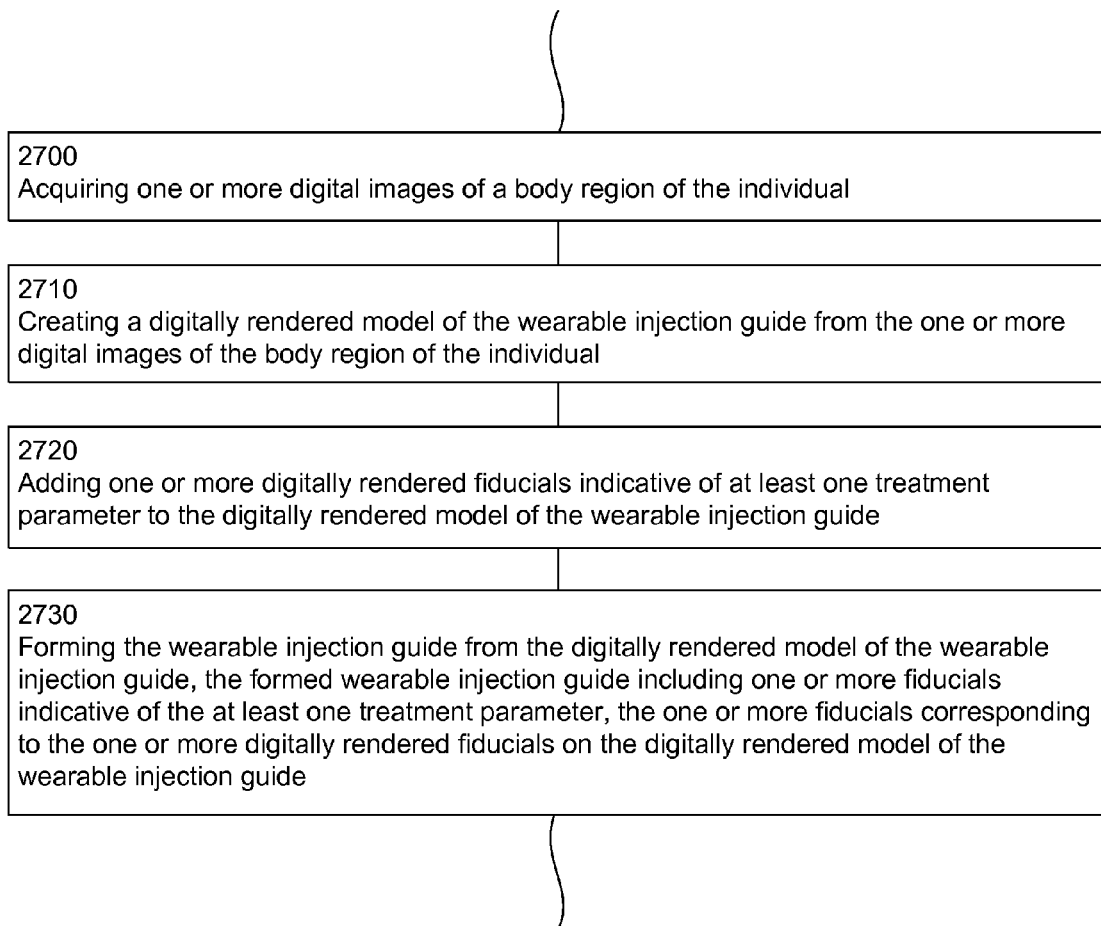 2700
Acquiring one or more digital images of a body region of the individual
2710
Creating a digitally rendered model of the wearable injection guide from the one or more
digital images of the body region of the individual
2720
Adding one or more digitally rendered fiducials indicative of at least one treatment
parameter to the digitally rendered model of the wearable injection guide
2730
Forming the wearable injection guide from the digitally rendered model of the wearable
injection guide, the formed wearable injection guide including one or more fiducials
indicative of the at least one treatment parameter, the one or more fiducials corresponding
to the one or more digitally rendered fiducials on the digitally rendered model of the
wearable injection guide